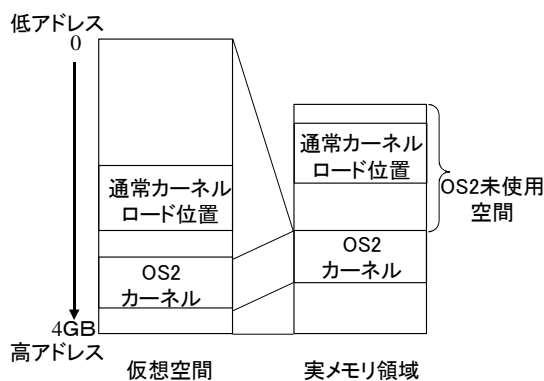 低アドレス
0
通常カーネル
ロード位置
OS2
カーネル
4GB
高アドレス
仮想空間
通常カーネル
ロード位置
OS2
カーネル
実メモリ領域
OS2未使用
空間